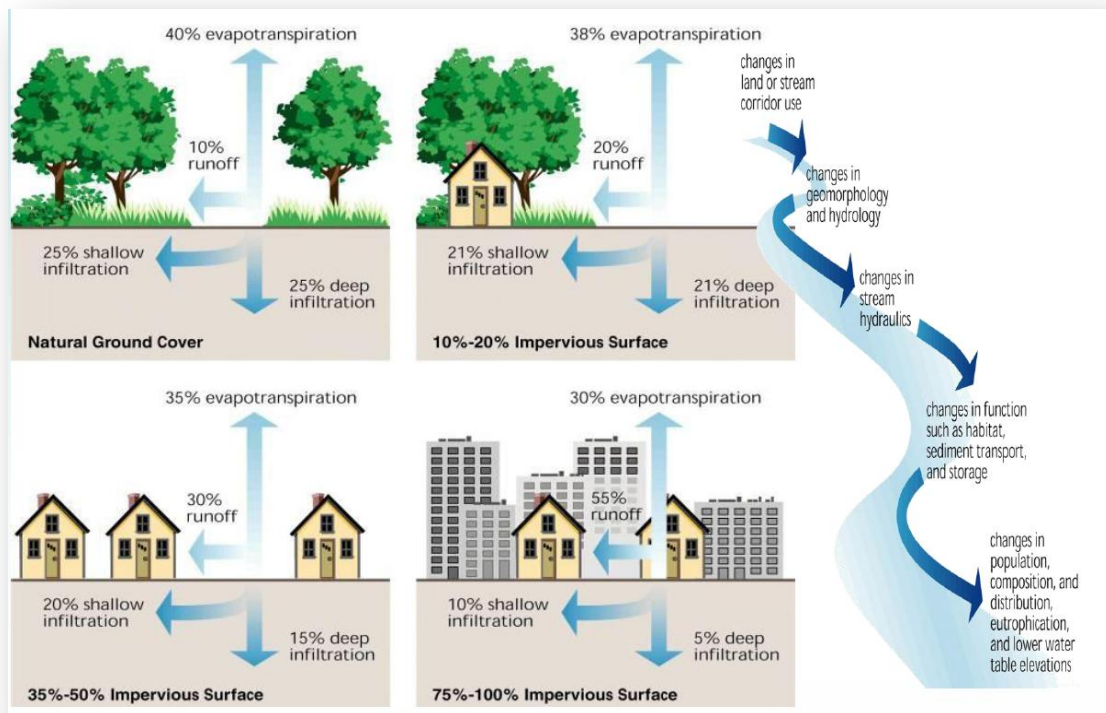 40% evapotranspiration
10%
runoff
25% shallow
infiltration
25% deep
infiltration
Natural Ground Cover
38% evapotranspiration
20%
runoff
21% shallow
infiltration
21% deep
infiltration
10%-20% Impervious Surface
35% evapotranspiration
30%
runoff
20% shallow
infiltration
15% deep
infiltration
35%-50% Impervious Surface
30% evapotranspiration
55%
runoff
10% shallow
infiltration
5% deep
infiltration
75%-100% Impervious Surface
changes in
land or stream
corridor use
changes in
geomorphology
and hydrology
changes in
stream
hydraulics
changes in function
such as habitat,
sediment transport,
and storage
changes in
population,
composition, and
distribution,
eutrophication,
and lower water
table elevations